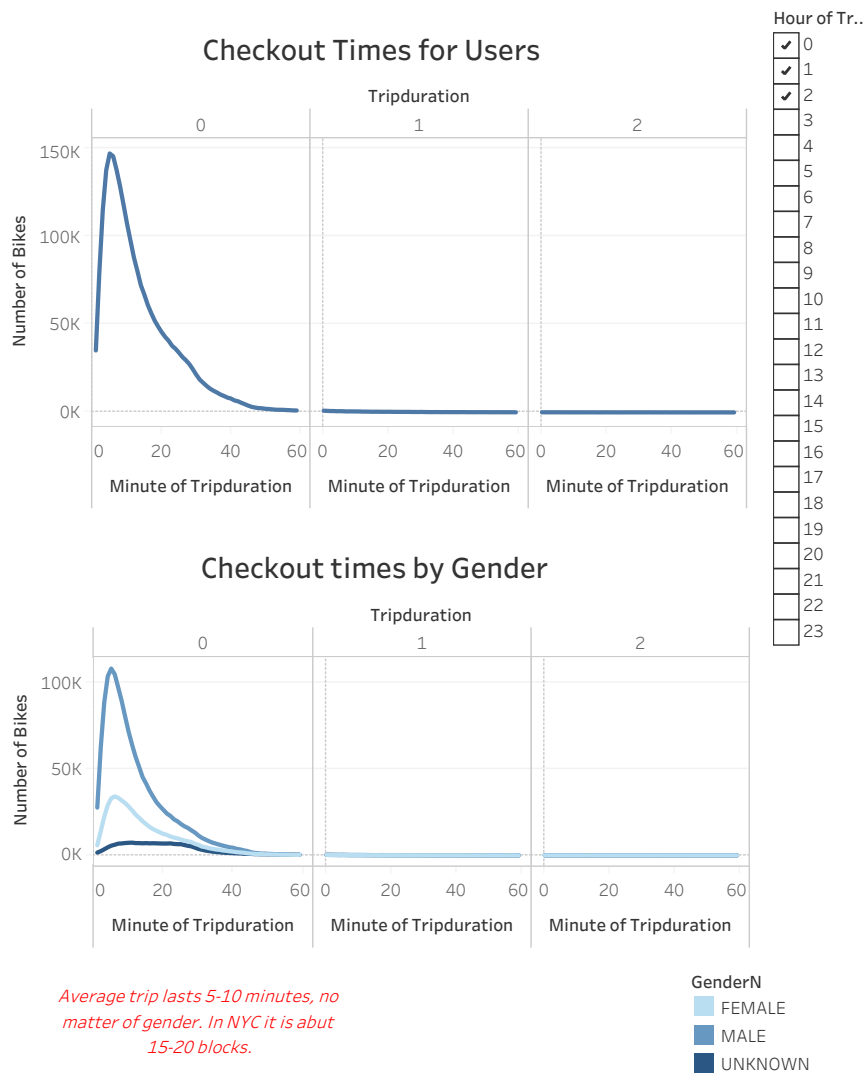 Hour of Tr..
0
1
2
3
4
5
6
7
8
9
10
11
12
13
14
15
16
17
18
19
20
21
22
23
Checkout Times for Users
Tripduration
0 1 2
150K
100K
50K
0K
Number of Bikes
0 20 40 60 0 20 40 60 0 20 40 60
Minute of Tripduration Minute of Tripduration Minute of Tripduration
Checkout times by Gender
Tripduration
0 1 2
100K
50K
0K
Number of Bikes
0 20 40 60 0 20 40 60 0 20 40 60
Minute of Tripduration Minute of Tripduration Minute of Tripduration
Average trip lasts 5-10 minutes, no
matter of gender. In NYC it is abut
15-20 blocks.
GenderN
FEMALE
MALE
UNKNOWN